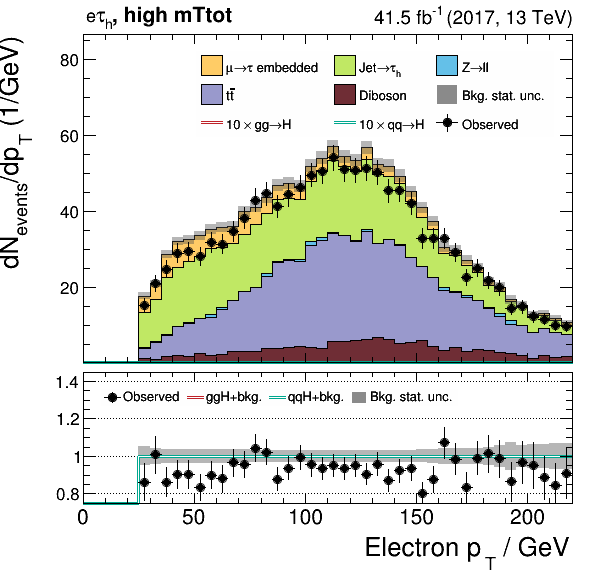 eτh, high mTtot 41.5 fb-1 (2017, 13 TeV)
dNevents/dpT (1/GeV)
80
60
40
20
μ→τ embedded Jet→τh Z→ll
tt̄ Diboson Bkg. stat. unc.
10 × gg→H 10 × qq→H Observed
1.4
1.2
1
0.8
Observed ggH+bkg. qqH+bkg. Bkg. stat. unc.
0 50 100 150 200
Electron pT / GeV